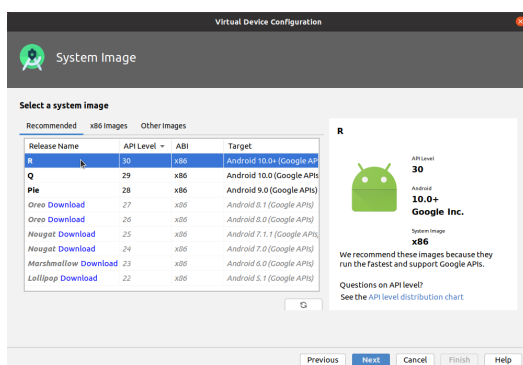 Virtual Device Configuration
System Image
Select a system image
Recommended x86 Images Other Images
Release Name API Level ABI Target
R 30 x86 Android 10.0+ (Google AP
Q 29 x86 Android 10.0 (Google APIs)
Pie 28 x86 Android 9.0 (Google APIs)
Oreo Download 27 x86 Android 8.1 (Google APIs)
Oreo Download 26 x86 Android 8.0 (Google APIs)
Nougat Download 25 x86 Android 7.1.1 (Google APIs,
Nougat Download 24 x86 Android 7.0 (Google APIs)
Marshmallow Download 23 x86 Android 6.0 (Google APIs)
Lollipop Download 22 x86 Android 5.1 (Google APIs)
R
API Level
30
Android
10.0+
Google Inc.
System Image
x86
We recommend these images because they
run the fastest and support Google APIs.
Questions on API level?
See the API level distribution chart
Previous Next Cancel Finish Help